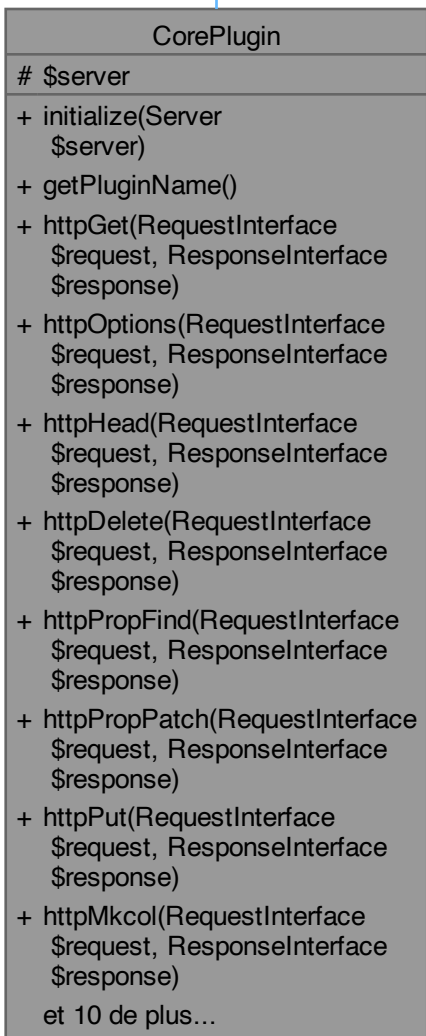 CorePlugin
# $server
+ initialize(Server
$server)
+ getPluginName()
+ httpGet(RequestInterface
$request, ResponseInterface
$response)
+ httpOptions(RequestInterface
$request, ResponseInterface
$response)
+ httpHead(RequestInterface
$request, ResponseInterface
$response)
+ httpDelete(RequestInterface
$request, ResponseInterface
$response)
+ httpPropFind(RequestInterface
$request, ResponseInterface
$response)
+ httpPropPatch(RequestInterface
$request, ResponseInterface
$response)
+ httpPut(RequestInterface
$request, ResponseInterface
$response)
+ httpMkcol(RequestInterface
$request, ResponseInterface
$response)
et 10 de plus...